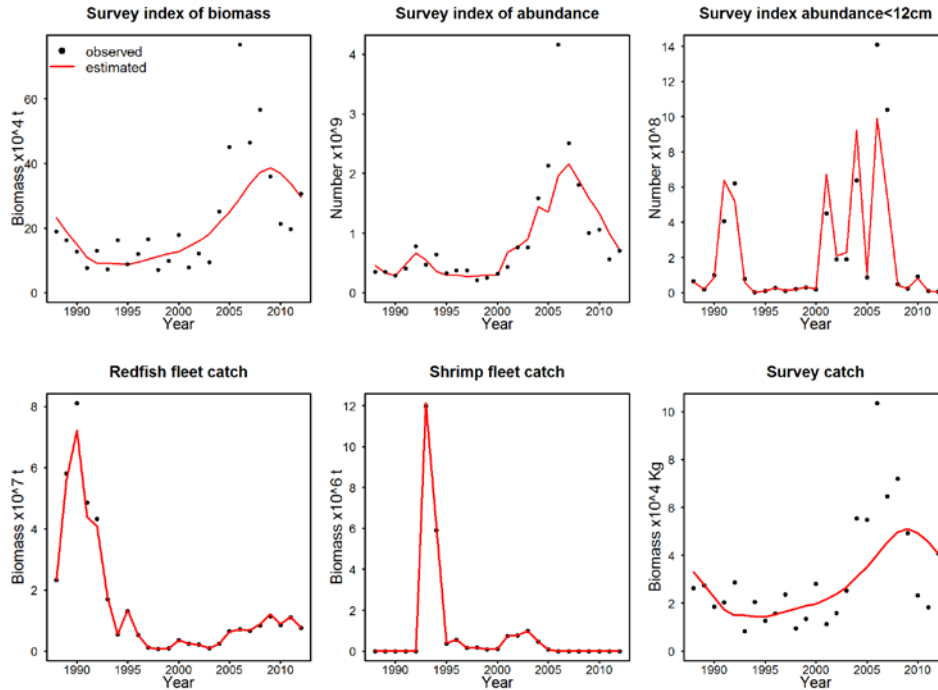 Survey index of biomass
Survey index of abundance
Survey index abundance<12cm
observed
estimated
Biomass x10^4 t
60
40
20
0
1990 1995 2000 2005 2010
Year
Number x10^9
4
3
2
1
0
1990 1995 2000 2005 2010
Year
Number x10^8
14
12
10
8
6
4
2
0
1990 1995 2000 2005 2010
Year
Redfish fleet catch
Shrimp fleet catch
Survey catch
Biomass x10^7 t
8
6
4
2
0
1990 1995 2000 2005 2010
Year
Biomass x10^6 t
12
10
8
6
4
2
0
1990 1995 2000 2005 2010
Year
Biomass x10^4 Kg
10
8
6
4
2
0
1990 1995 2000 2005 2010
Year